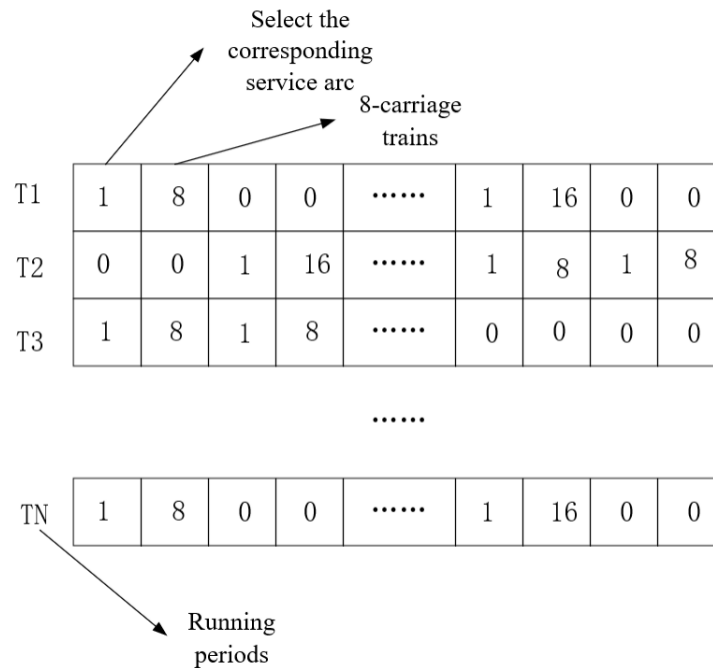 Select the
corresponding
service arc
8-carriage
trains
T1 1 8 0 0 ⋯⋯ 1 16 0 0
T2 0 0 1 16 ⋯⋯ 1 8 1 8
T3 1 8 1 8 ⋯⋯ 0 0 0 0
⋯⋯
TN 1 8 0 0 ⋯⋯ 1 16 0 0
Running
periods